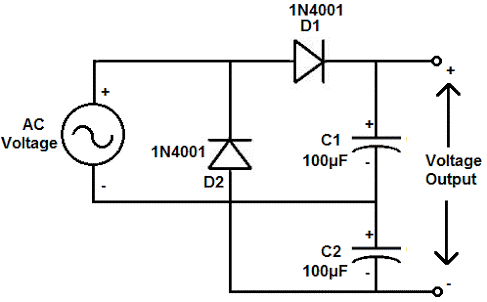 1N4001
D1
+
+
AC
Voltage
-
1N4001
D2
+
C1
100µF
-
Voltage
Output
+
C2
100µF
-
-